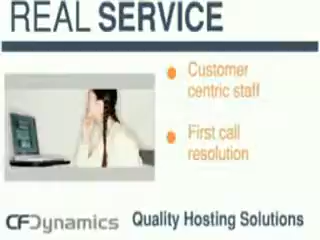 REAL SERVICE
Customer
centric staff
First call
resolution
CFDynamics Quality Hosting Solutions